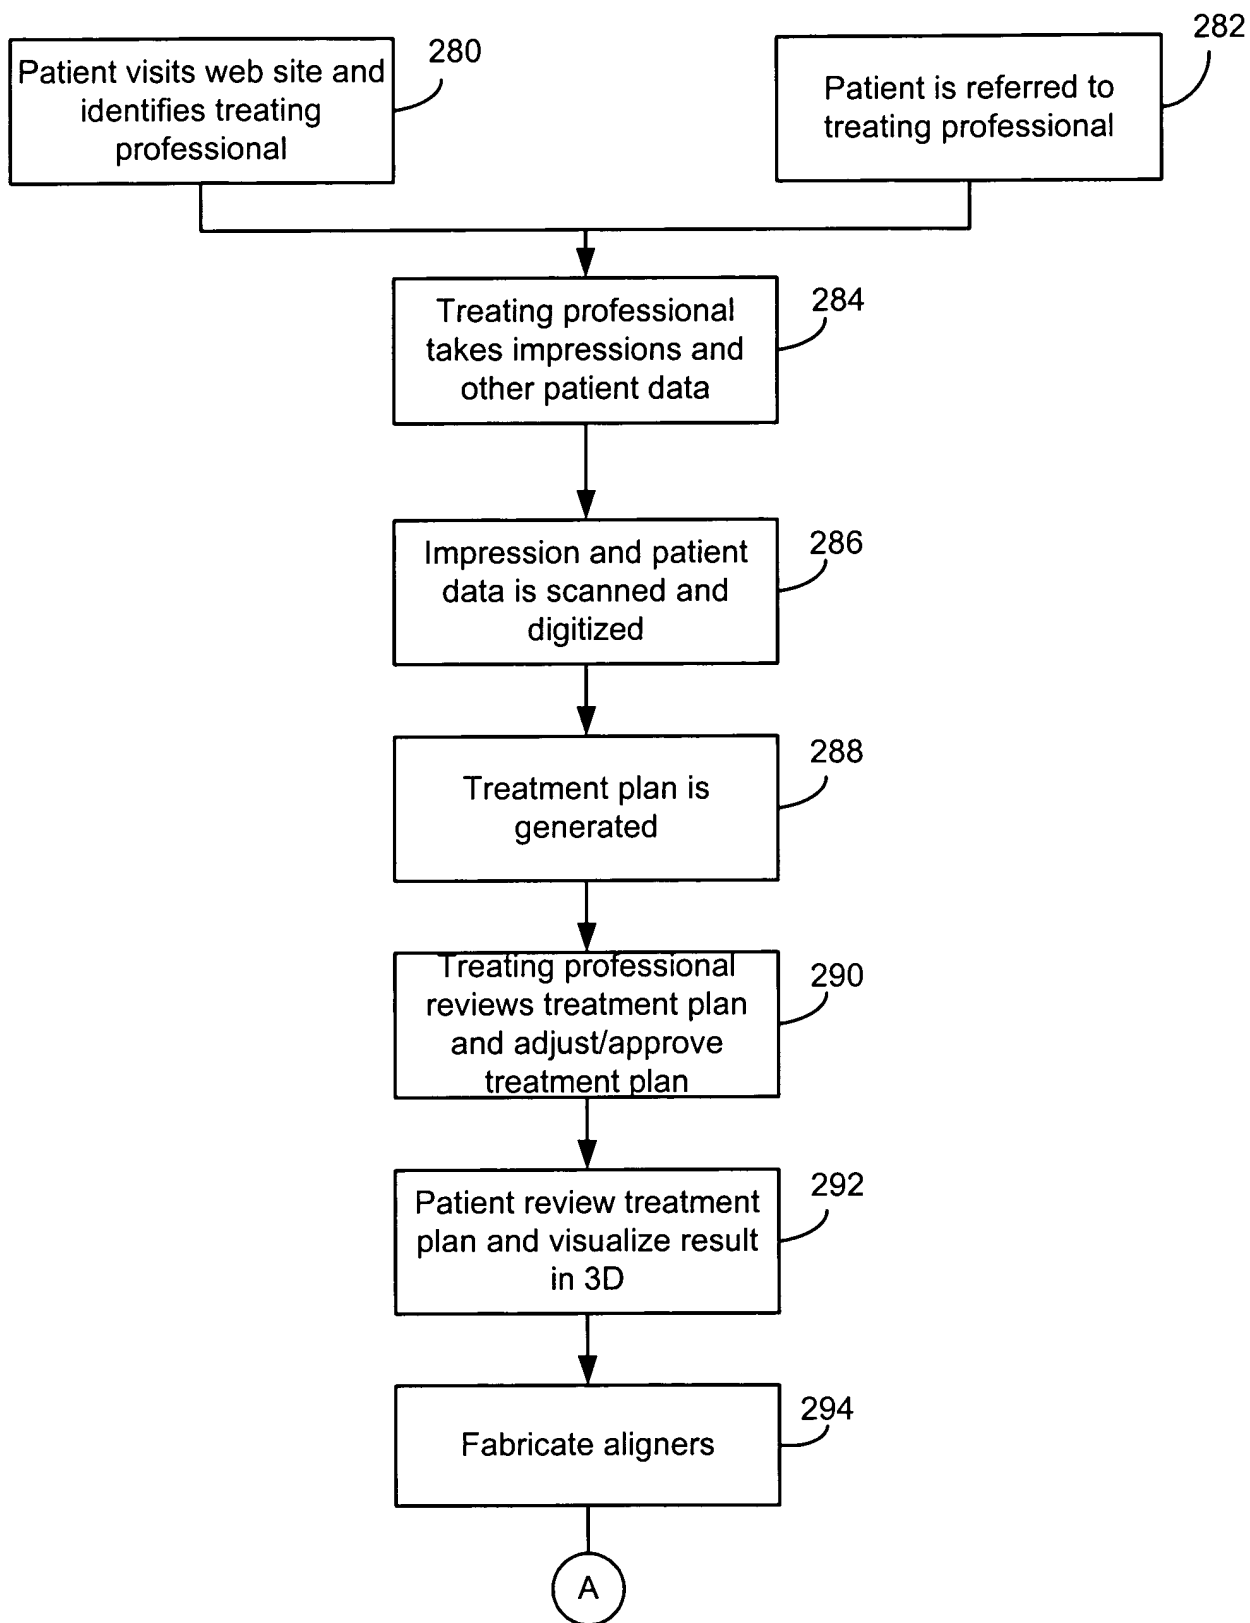 Patient visits web site and
identifies treating
professional
280
Patient is referred to
treating professional
282
Treating professional
takes impressions and
other patient data
284
Impression and patient
data is scanned and
digitized
286
Treatment plan is
generated
288
Treating professional
reviews treatment plan
and adjust/approve
treatment plan
290
Patient review treatment
plan and visualize result
in 3D
292
Fabricate aligners
294
A